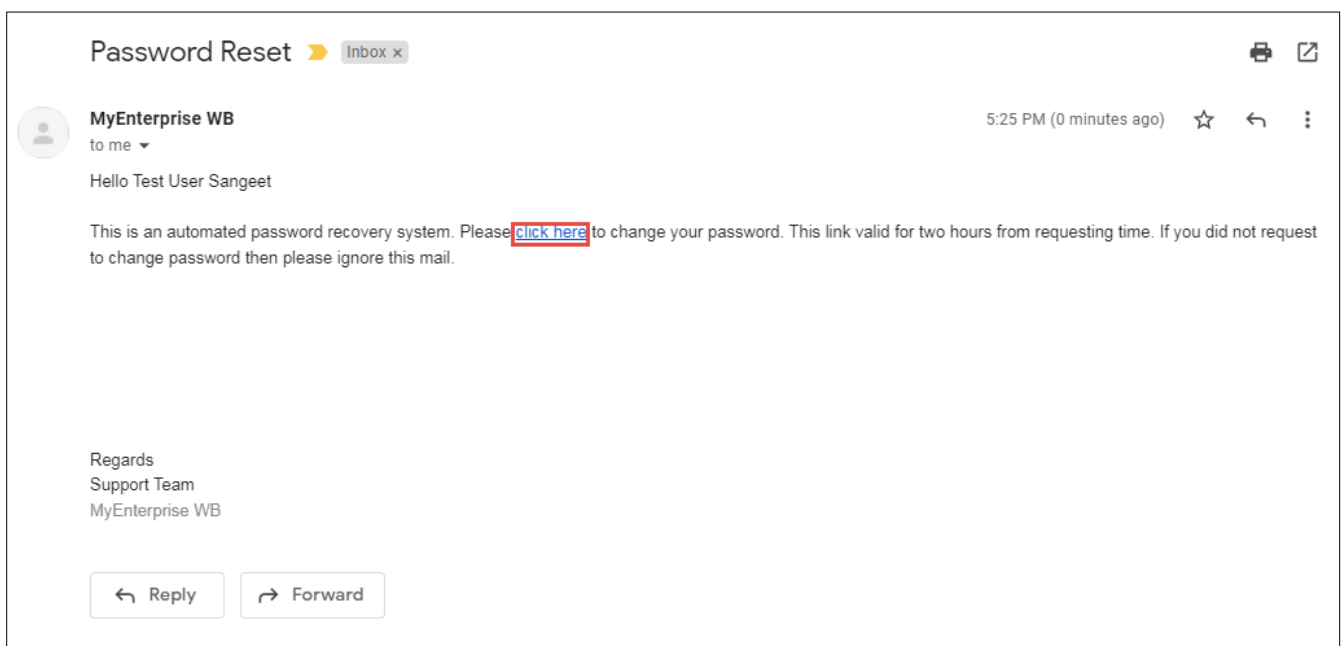 Password Reset Inbox x
MyEnterprise WB 5:25 PM (0 minutes ago)
to me
Hello Test User Sangeet
This is an automated password recovery system. Please click here to change your password. This link valid for two hours from requesting time. If you did not request
to change password then please ignore this mail.
Regards
Support Team
MyEnterprise WB
Reply Forward